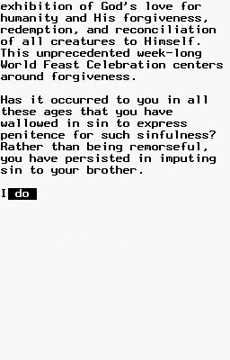 exhibition of God's love for
humanity and His forgiveness,
redemption, and reconciliation
of all creatures to Himself.
This unprecedented week-long
World Feast Celebration centers
around forgiveness.
Has it occurred to you in all
these ages that you have
wallowed in sin to express
penitence for such sinfulness?
Rather than being remorseful,
you have persisted in imputing
sin to your brother.
I do